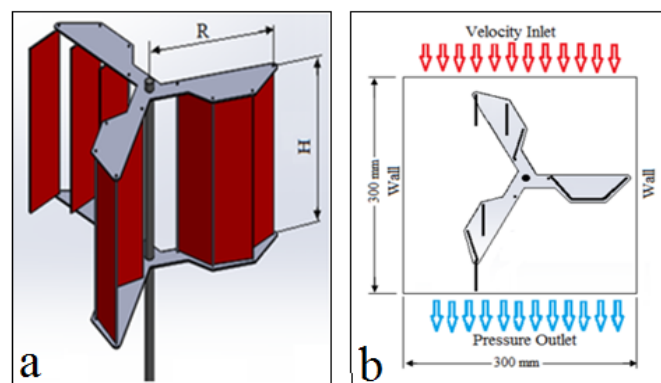 R
H
a
Velocity Inlet
Wall
300 mm
Wall
Pressure Outlet
300 mm
b